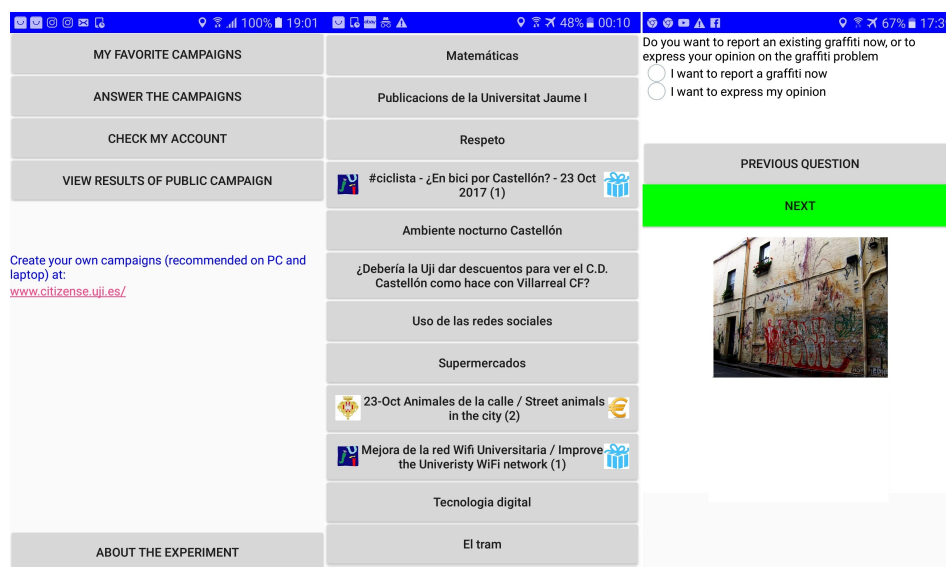 100% 19:01
MY FAVORITE CAMPAIGNS
ANSWER THE CAMPAIGNS
CHECK MY ACCOUNT
VIEW RESULTS OF PUBLIC CAMPAIGN
Create your own campaigns (recommended on PC and
laptop) at:
www.citizense.uji.es/
ABOUT THE EXPERIMENT
ebay 48% 00:10
Matemáticas
Publicacions de la Universitat Jaume I
Respeto
#ciclista - ¿En bici por Castellón? - 23 Oct
2017 (1)
Ambiente nocturno Castellón
¿Debería la Uji dar descuentos para ver el C.D.
Castellón como hace con Villarreal CF?
Uso de las redes sociales
Supermercados
23-Oct Animales de la calle / Street animals
in the city (2)
Mejora de la red Wifi Universitaria / Improve
the Univeristy WiFi network (1)
Tecnologia digital
El tram
67% 17:3
Do you want to report an existing graffiti now, or to
express your opinion on the graffiti problem
I want to report a graffiti now
I want to express my opinion
PREVIOUS QUESTION
NEXT